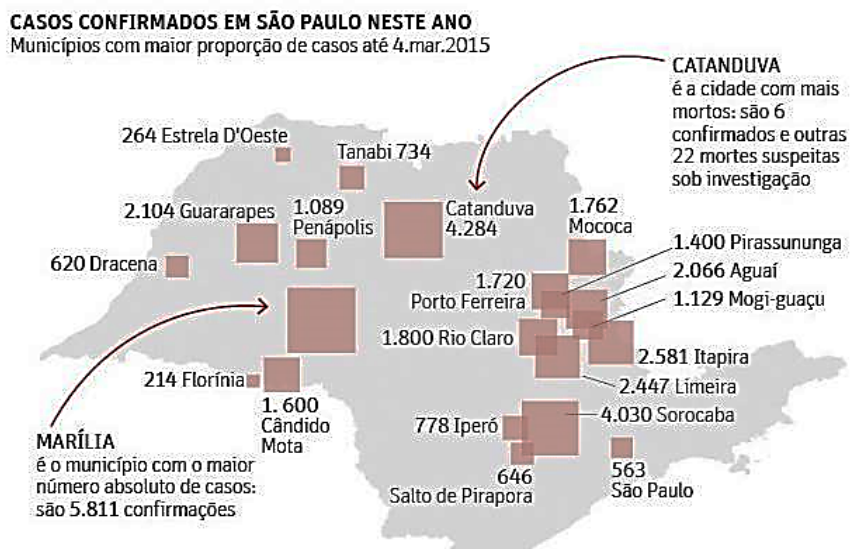 CASOS CONFIRMADOS EM SÃO PAULO NESTE ANO
Municípios com maior proporção de casos até 4.mar.2015
CATANDUVA
é a cidade com mais
mortos: são 6
confirmados e outras
22 mortes suspeitas
sob investigação
264 Estrela D'Oeste
Tanabi 734
2.104 Guararapes
1.089
Penápolis
Catanduva
4.284
1.762
Mococa
620 Dracena
1.400 Pirassununga
2.066 Aguaí
1.129 Mogi-guaçu
1.720
Porto Ferreira
1.800 Rio Claro
2.581 Itapira
2.447 Limeira
214 Florínia
1. 600
Cândido
Mota
4.030 Sorocaba
778 Iperó
646
Salto de Pirapora
563
São Paulo
MARÍLIA
é o município com o maior
número absoluto de casos:
são 5.811 confirmações